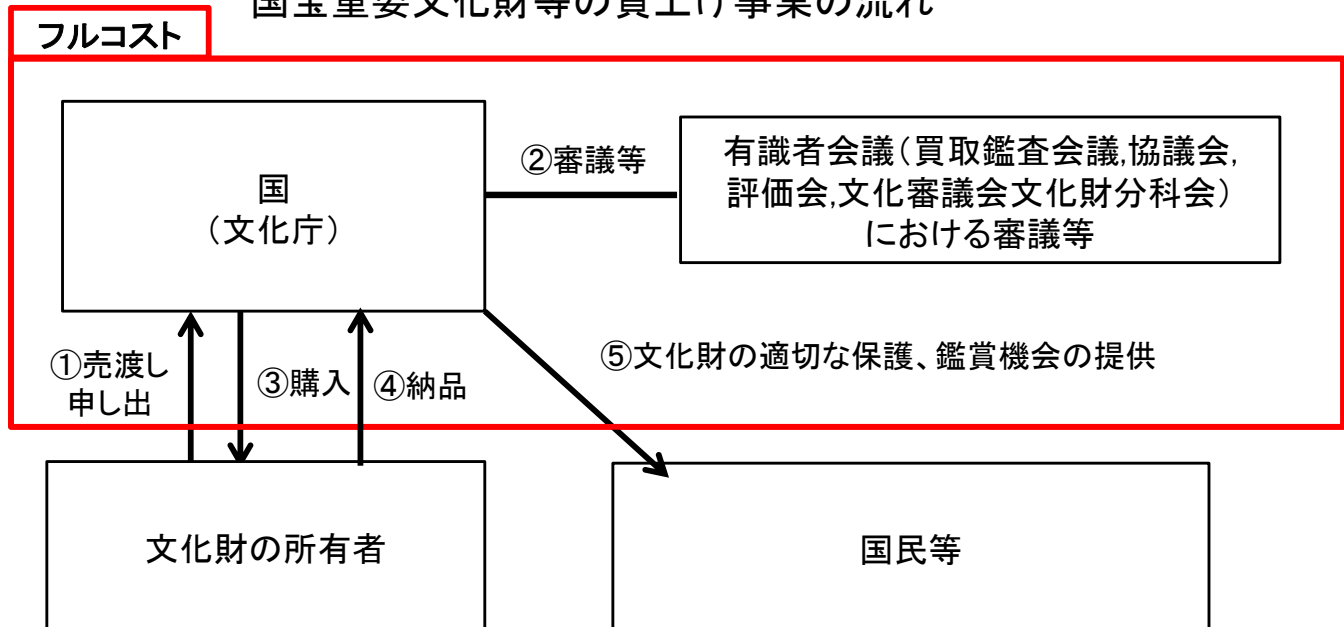 国宝重要文化財等の買上げ事業の流れ
フルコスト
国
（文化庁）
②審議等
有識者会議（買取鑑査会議,協議会,
評価会,文化審議会文化財分科会）
における審議等
①売渡し
申し出
③購入
④納品
⑤文化財の適切な保護、鑑賞機会の提供
文化財の所有者
国民等